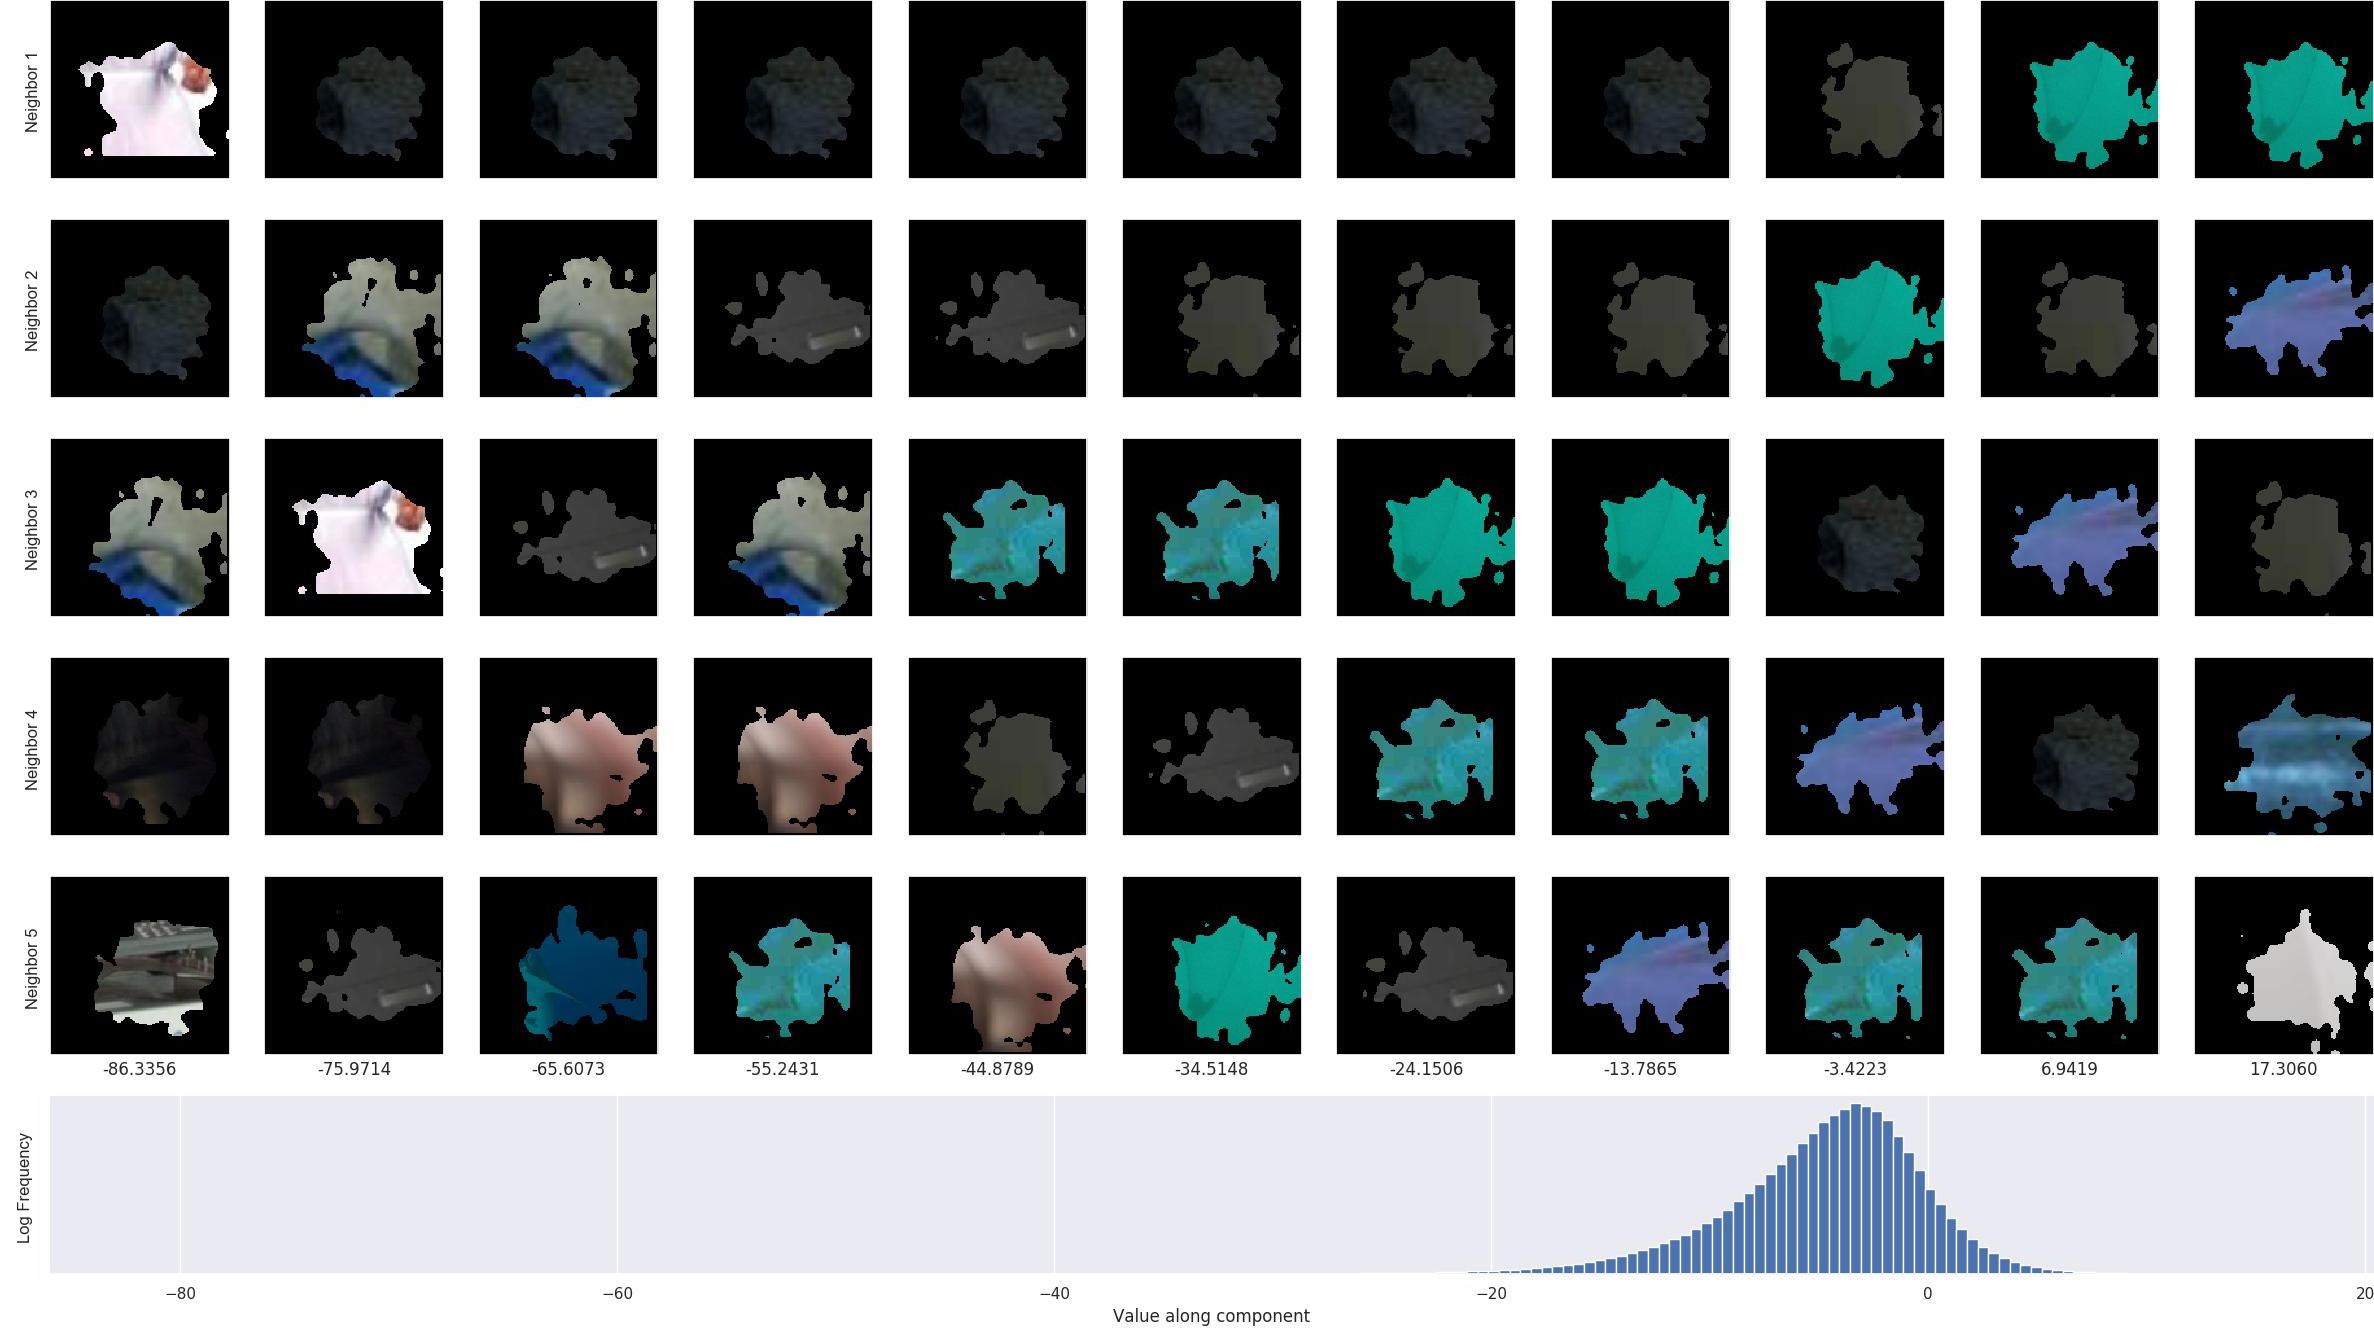 Neighbor 1
Neighbor 2
Neighbor 3
Neighbor 4
Neighbor 5
-86.3356 -75.9714 -65.6073 -55.2431 -44.8789 -34.5148 -24.1506 -13.7865 -3.4223 6.9419 17.3060
Log Frequency
−80 −60 −40 −20 0 20
Value along component